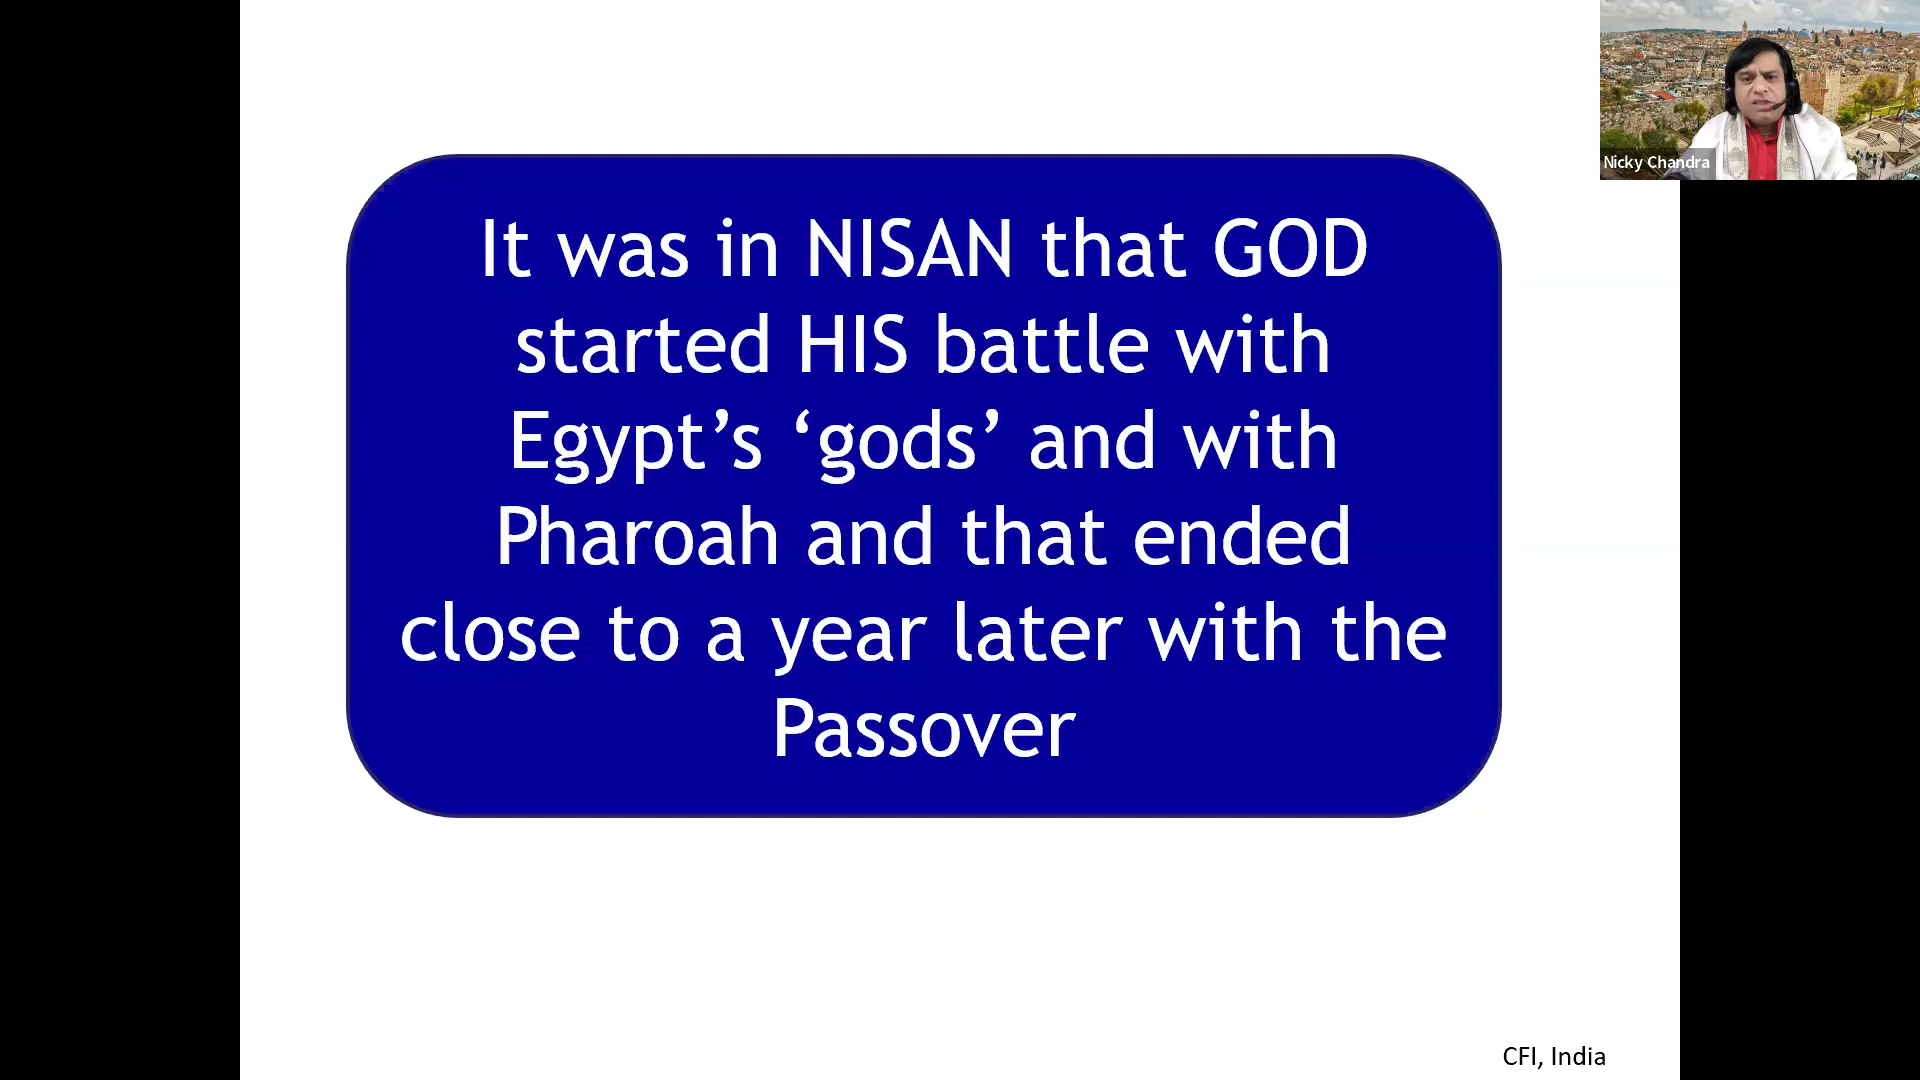 It was in NISAN that GOD
started HIS battle with
Egypt’s ‘gods’ and with
Pharoah and that ended
close to a year later with the
Passover
Nicky Chandra
CFI, India